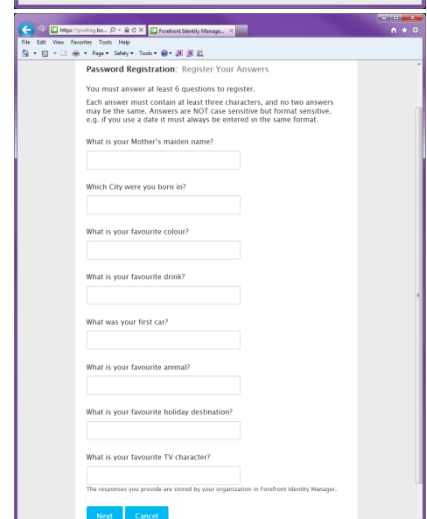 https://pwdreg.bo...
Forefront Identity Manage...
File Edit View Favorites Tools Help
Page Safety Tools
Password Registration: Register Your Answers
You must answer at least 6 questions to register.
Each answer must contain at least three characters, and no two answers
may be the same. Answers are NOT case sensitive but format sensitive.
e.g. if you use a date it must always be entered in the same format.
What is your Mother's maiden name?
Which City were you born in?
What is your favourite colour?
What is your favourite drink?
What was your first car?
What is your favourite animal?
What is your favourite holiday destination?
What is your favourite TV character?
The responses you provide are stored by your organization in Forefront Identity Manager.
Next Cancel